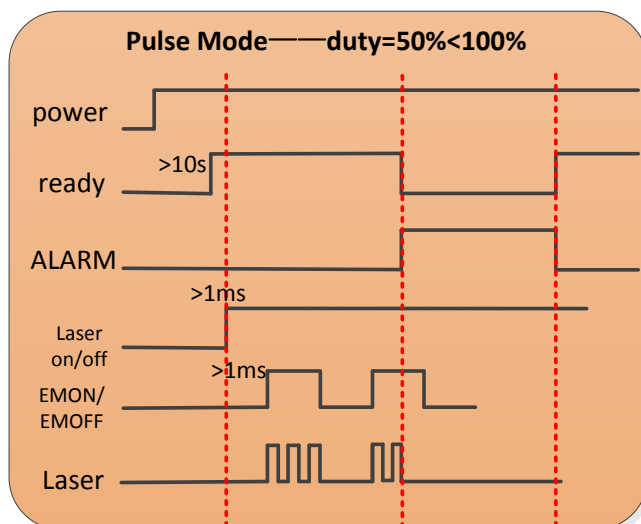 Pulse Mode——duty=50%<100%
power
>10s
ready
ALARM
>1ms
Laser
on/off
>1ms
EMON/
EMOFF
Laser